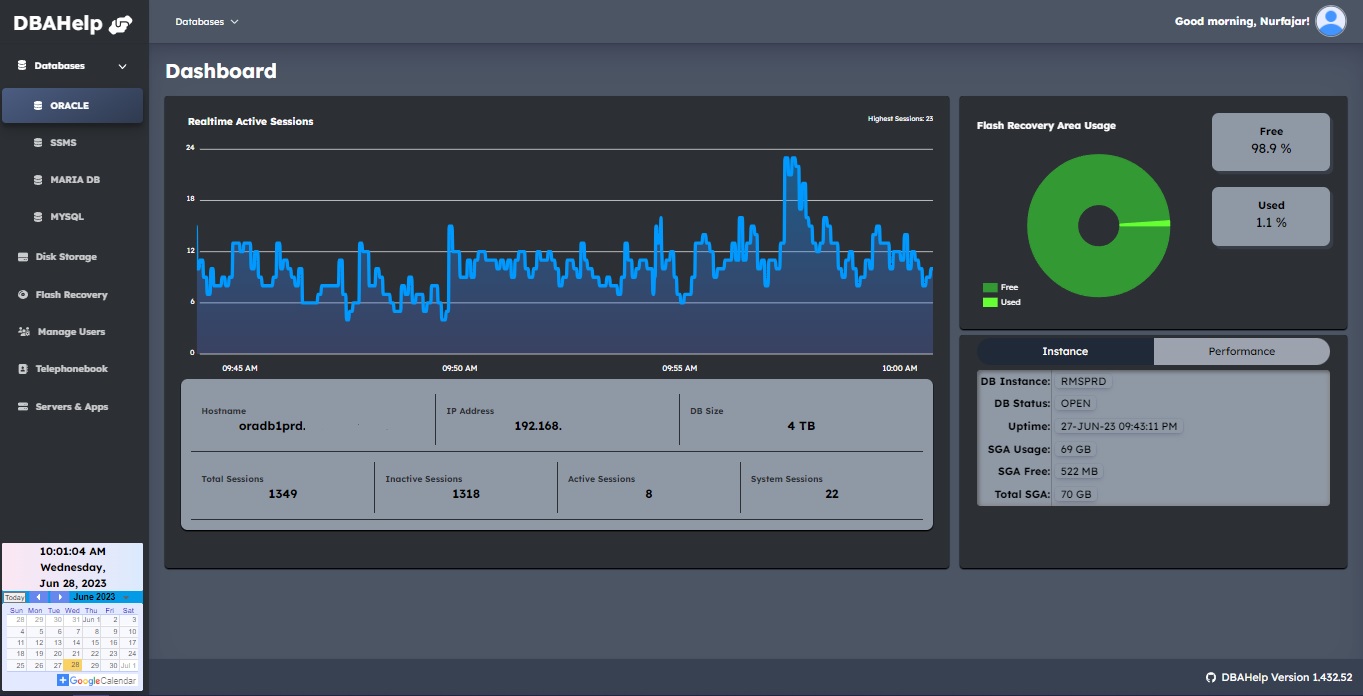 DBAHelp
Databases
Good morning, Nurfajar!
Databases
ORACLE
SSMS
MARIA DB
MYSQL
Disk Storage
Flash Recovery
Manage Users
Telephonebook
Servers & Apps
10:01:04 AM
Wednesday,
Jun 28, 2023
Today June 2023
Sun Mon Tue Wed Thu Fri Sat
28 29 30 31 Jun 1 2 3
4 5 6 7 8 9 10
11 12 13 14 15 16 17
18 19 20 21 22 23 24
25 26 27 28 29 30 Jul 1
GoogleCalendar
Dashboard
Realtime Active Sessions
Highest Sessions: 23
24
18
12
6
0
09:45 AM 09:50 AM 09:55 AM 10:00 AM
Hostname
oradb1prd.
IP Address
192.168.
DB Size
4 TB
Total Sessions
1349
Inactive Sessions
1318
Active Sessions
8
System Sessions
22
Flash Recovery Area Usage
Free
Used
Free
98.9 %
Used
1.1 %
Instance Performance
DB Instance: RMSPRD
DB Status: OPEN
Uptime: 27-JUN-23 09:43:11 PM
SGA Usage: 69 GB
SGA Free: 522 MB
Total SGA: 70 GB
DBAHelp Version 1.432.52